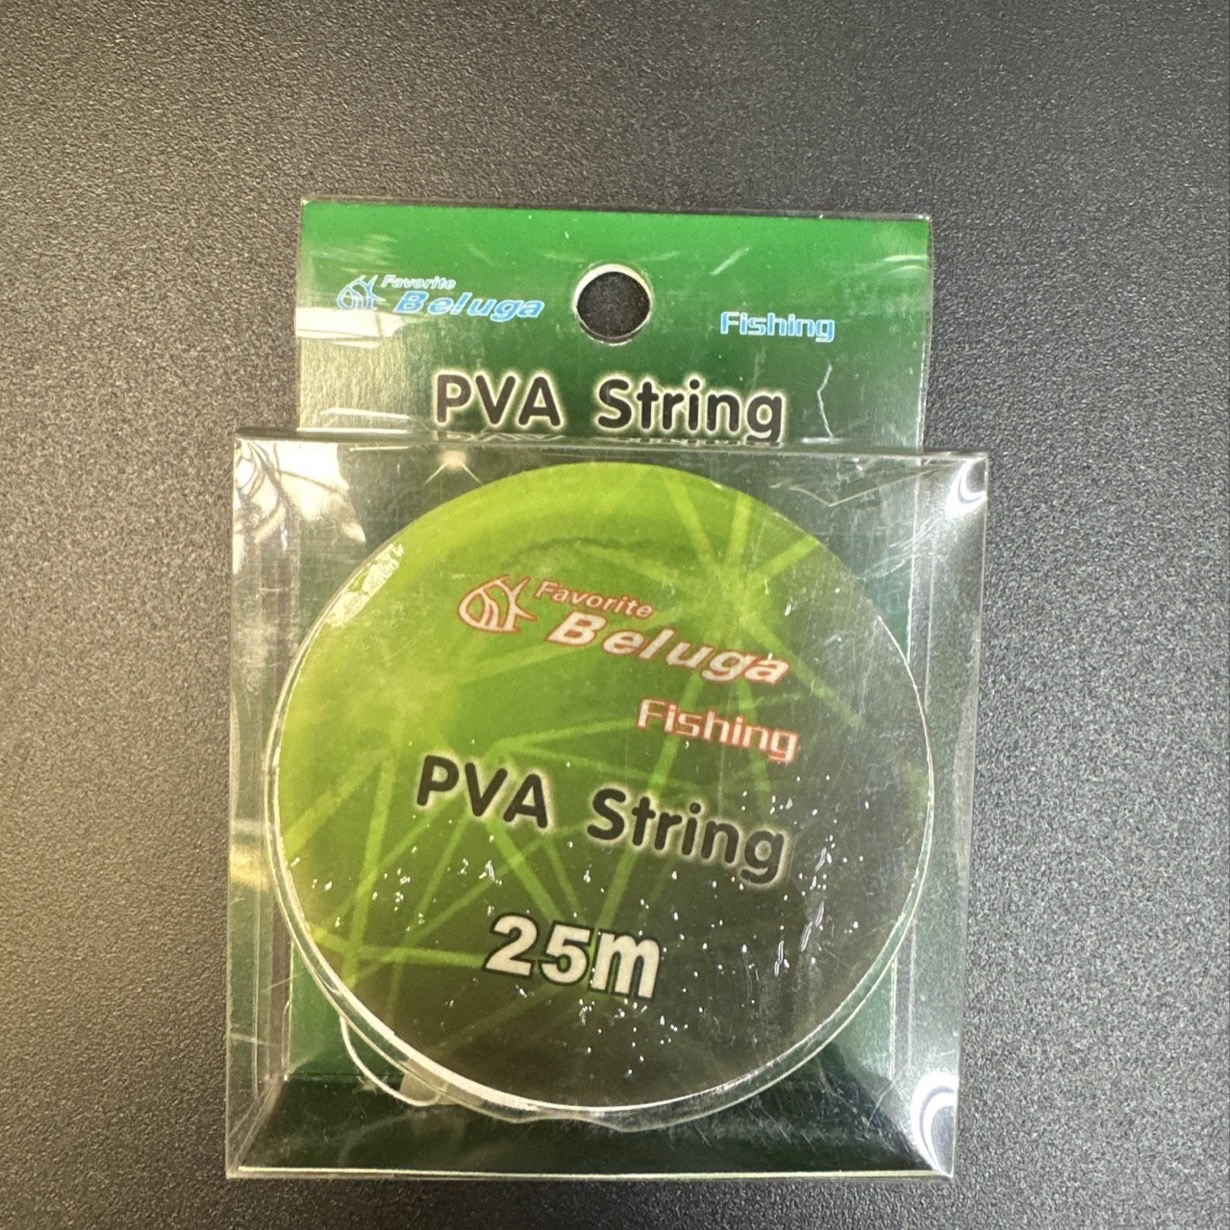 Favorite
Beluga
Fishing
PVA String
Favorite
Beluga
Fishing
PVA String
25m